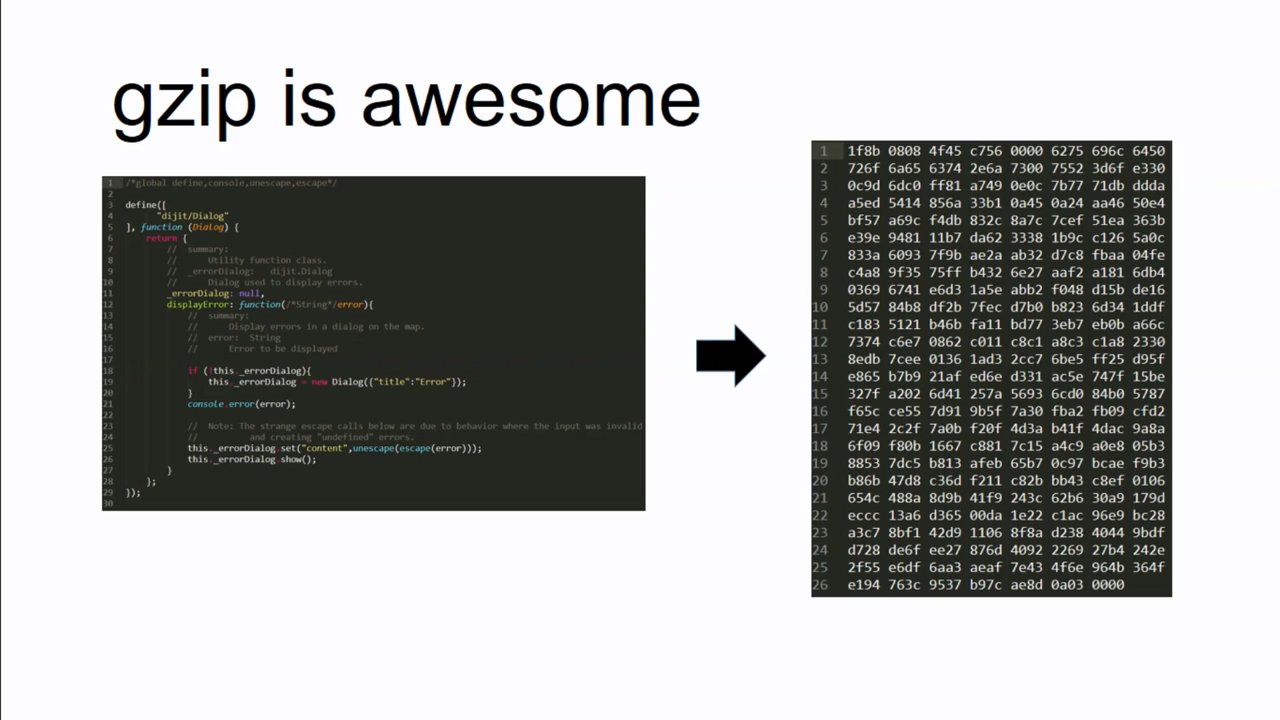 gzip is awesome
1 /*global define,console,unescape,escape*/
2
3 define([
4 "dijit/Dialog"
5 ], function (Dialog) {
6 return {
7 // summary:
8 // Utility function class.
9 // _errorDialog: dijit.Dialog
10 // Dialog used to display errors.
11 _errorDialog: null,
12 displayError: function(/*String*/error){
13 // summary:
14 // Display errors in a dialog on the map.
15 // error: String
16 // Error to be displayed
17
18 if (!this._errorDialog){
19 this._errorDialog = new Dialog({"title":"Error"});
20 }
21 console.error(error);
22
23 // Note: The strange escape calls below are due to behavior where the input was invalid
24 // and creating "undefined" errors.
25 this._errorDialog.set("content",unescape(escape(error)));
26 this._errorDialog.show();
27 }
28 };
29 });
30
1 1f8b 0808 4f45 c756 0000 6275 696c 6450
2 726f 6a65 6374 2e6a 7300 7552 3d6f e330
3 0c9d 6dc0 ff81 a749 0e0c 7b77 71db ddda
4 a5ed 5414 856a 33b1 0a45 0a24 aa46 50e4
5 bf57 a69c f4db 832c 8a7c 7cef 51ea 363b
6 e39e 9481 11b7 da62 3338 1b9c c126 5a0c
7 833a 6093 7f9b ae2a ab32 d7c8 fbaa 04fe
8 c4a8 9f35 75ff b432 6e27 aaf2 a181 6db4
9 0369 6741 e6d3 1a5e abb2 f048 d15b de16
10 5d57 84b8 df2b 7fec d7b0 b823 6d34 1ddf
11 c183 5121 b46b fa11 bd77 3eb7 eb0b a66c
12 7374 c6e7 0862 c011 c8c1 a8c3 c1a8 2330
13 8edb 7cee 0136 1ad3 2cc7 6be5 ff25 d95f
14 e865 b7b9 21af ed6e d331 ac5e 747f 15be
15 327f a202 6d41 257a 5693 6cd0 84b0 5787
16 f65c ce55 7d91 9b5f 7a30 fba2 fb09 cfd2
17 71e4 2c2f 7a0b f20f 4d3a b41f 4dac 9a8a
18 6f09 f80b 1667 c881 7c15 a4c9 a0e8 05b3
19 8853 7dc5 b813 afeb 65b7 0c97 bcae f9b3
20 b86b 47d8 c36d f211 c82b bb43 c8ef 0106
21 654c 488a 8d9b 41f9 243c 62b6 30a9 179d
22 eccc 13a6 d365 00da 1e22 c1ac 96e9 bc28
23 a3c7 8bf1 42d9 1106 8f8a d238 4044 9bdf
24 d728 de6f ee27 876d 4092 2269 27b4 242e
25 2f55 e6df 6aa3 aeaf 7e43 4f6e 964b 364f
26 e194 763c 9537 b97c ae8d 0a03 0000